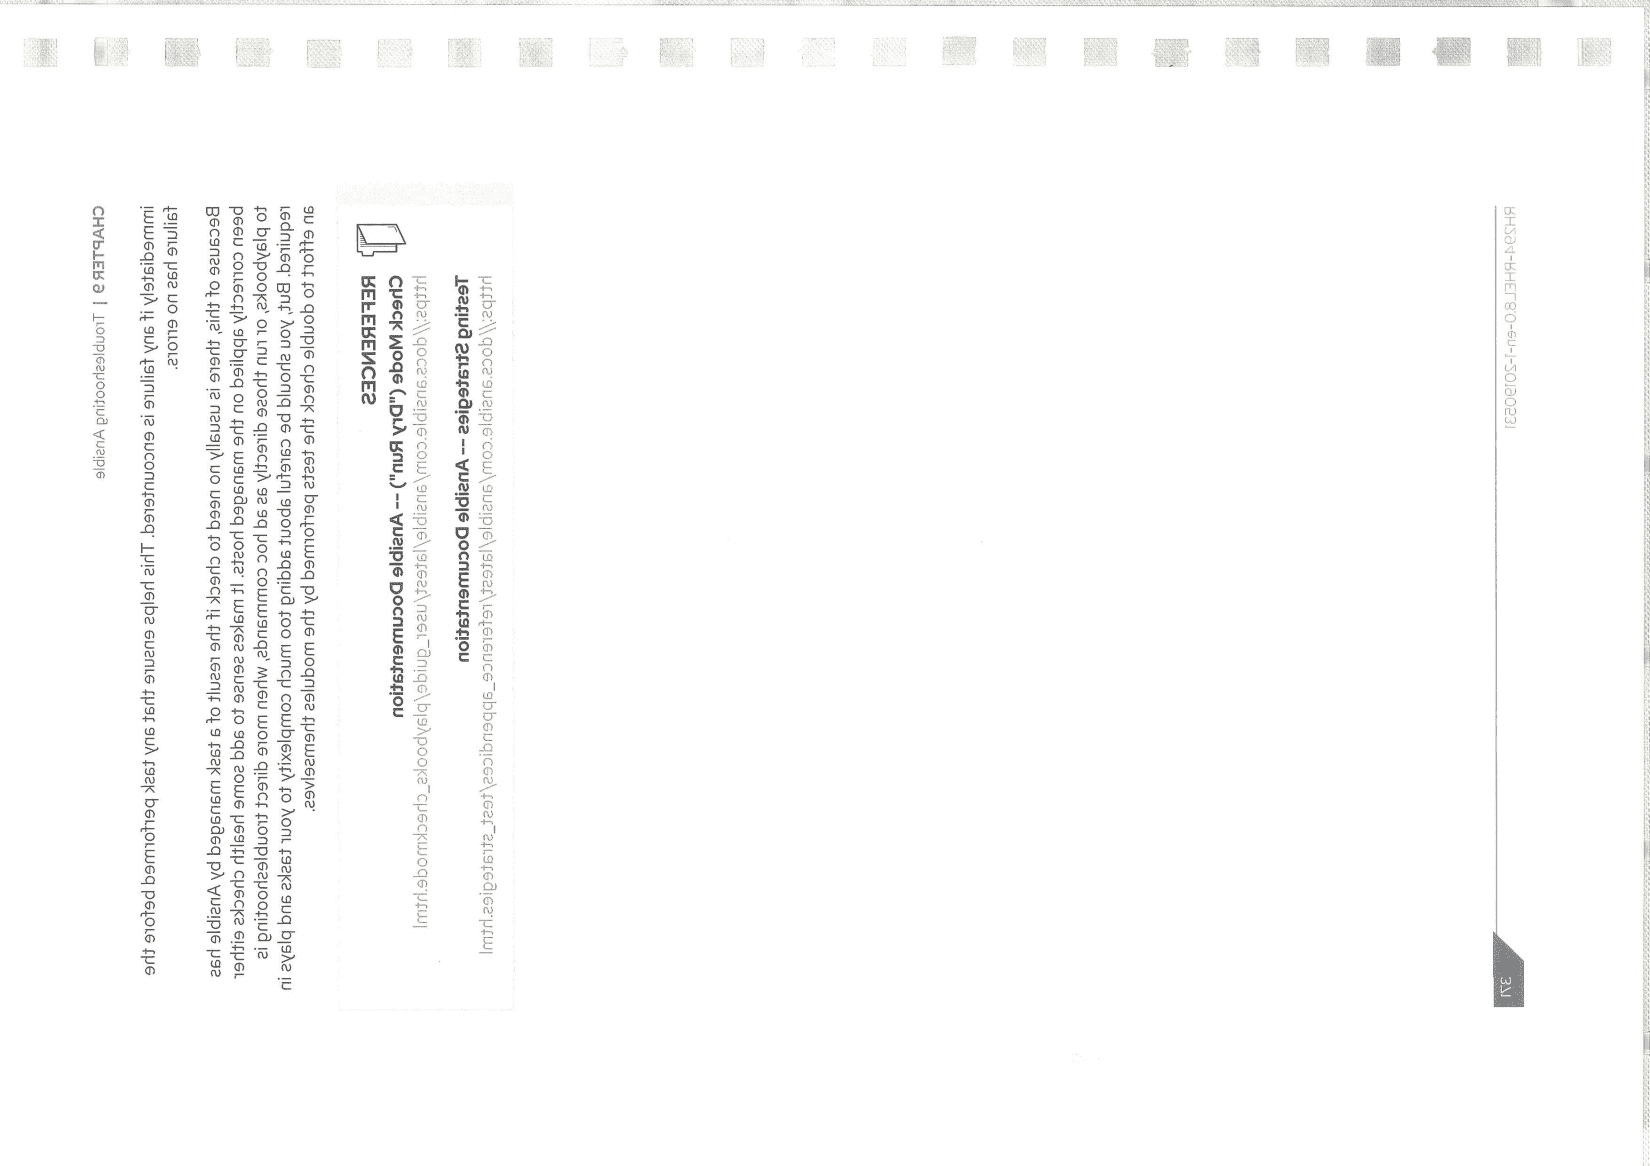 CHAPTER 9 | Troubleshooting Ansible
immediately if any failure is encountered. This helps ensure that any task performed before the
failure has no errors.
Because of this, there is usually no need to check if the result of a task managed by Ansible has
been correctly applied on the managed hosts. It makes sense to add some health checks either
to playbooks, or run those directly as ad hoc commands, when more direct troubleshooting is
required. But, you should be careful about adding too much complexity to your tasks and plays in
an effort to double check the tests performed by the modules themselves.
REFERENCES
Check Mode ("Dry Run") -- Ansible Documentation
https://docs.ansible.com/ansible/latest/user_guide/playbooks_checkmode.html
Testing Strategies -- Ansible Documentation
https://docs.ansible.com/ansible/latest/reference_appendices/test_strategies.html
RH294-RHEL8.0-en-1-20190531
371